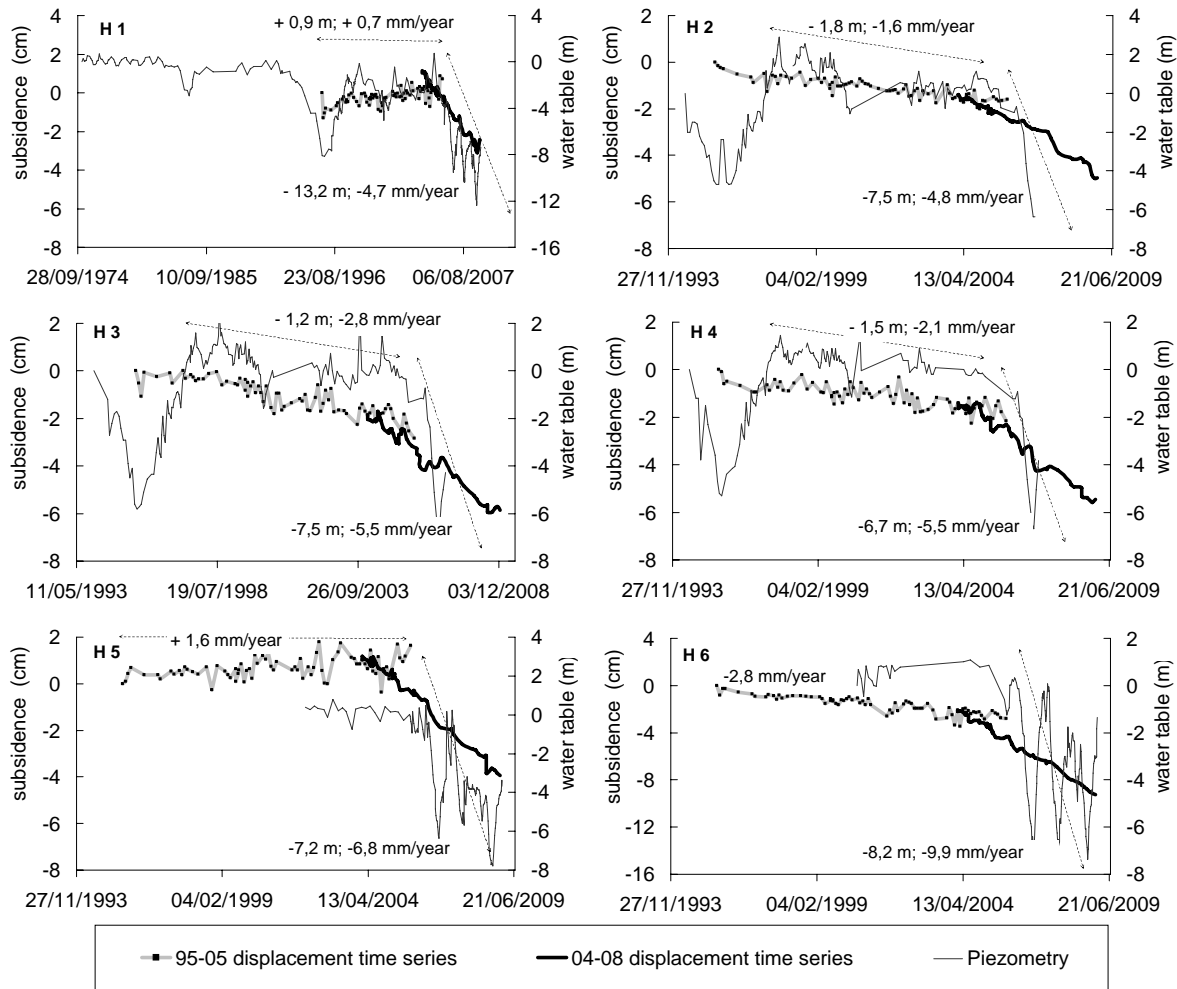 + 0,9 m; + 0,7 mm/year
H 1
subsidence (cm)
4
2
0
-2
-4
-6
-8
4
0
-4
-8
-12
-16
water table (m)
- 13,2 m; -4,7 mm/year
28/09/1974 10/09/1985 23/08/1996 06/08/2007
- 1,8 m; -1,6 mm/year
H 2
subsidence (cm)
2
0
-2
-4
-6
-8
4
2
0
-2
-4
-6
-8
water table (m)
-7,5 m; -4,8 mm/year
27/11/1993 04/02/1999 13/04/2004 21/06/2009
- 1,2 m; -2,8 mm/year
H 3
subsidence (cm)
2
0
-2
-4
-6
-8
2
0
-2
-4
-6
-8
water table (m)
-7,5 m; -5,5 mm/year
11/05/1993 19/07/1998 26/09/2003 03/12/2008
- 1,5 m; -2,1 mm/year
H 4
subsidence (cm)
2
0
-2
-4
-6
-8
2
0
-2
-4
-6
-8
water table (m)
-6,7 m; -5,5 mm/year
27/11/1993 04/02/1999 13/04/2004 21/06/2009
+ 1,6 mm/year
H 5
subsidence (cm)
2
0
-2
-4
-6
-8
4
2
0
-2
-4
-6
-8
water table (m)
-7,2 m; -6,8 mm/year
27/11/1993 04/02/1999 13/04/2004 21/06/2009
H 6
-2,8 mm/year
subsidence (cm)
4
0
-4
-8
-12
-16
2
0
-2
-4
-6
-8
water table (m)
-8,2 m; -9,9 mm/year
27/11/1993 04/02/1999 13/04/2004 21/06/2009
95-05 displacement time series 04-08 displacement time series Piezometry